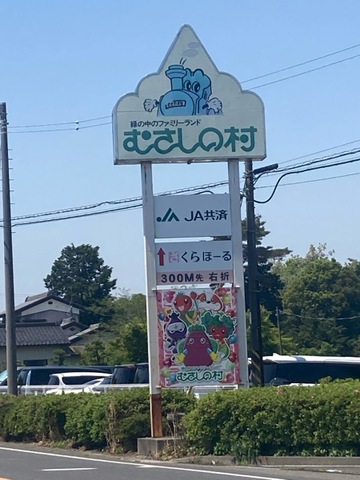 緑の中のファミリーランド
むさしの村
JA共済
↑さくらほーる
300M先 右折
むさしの村